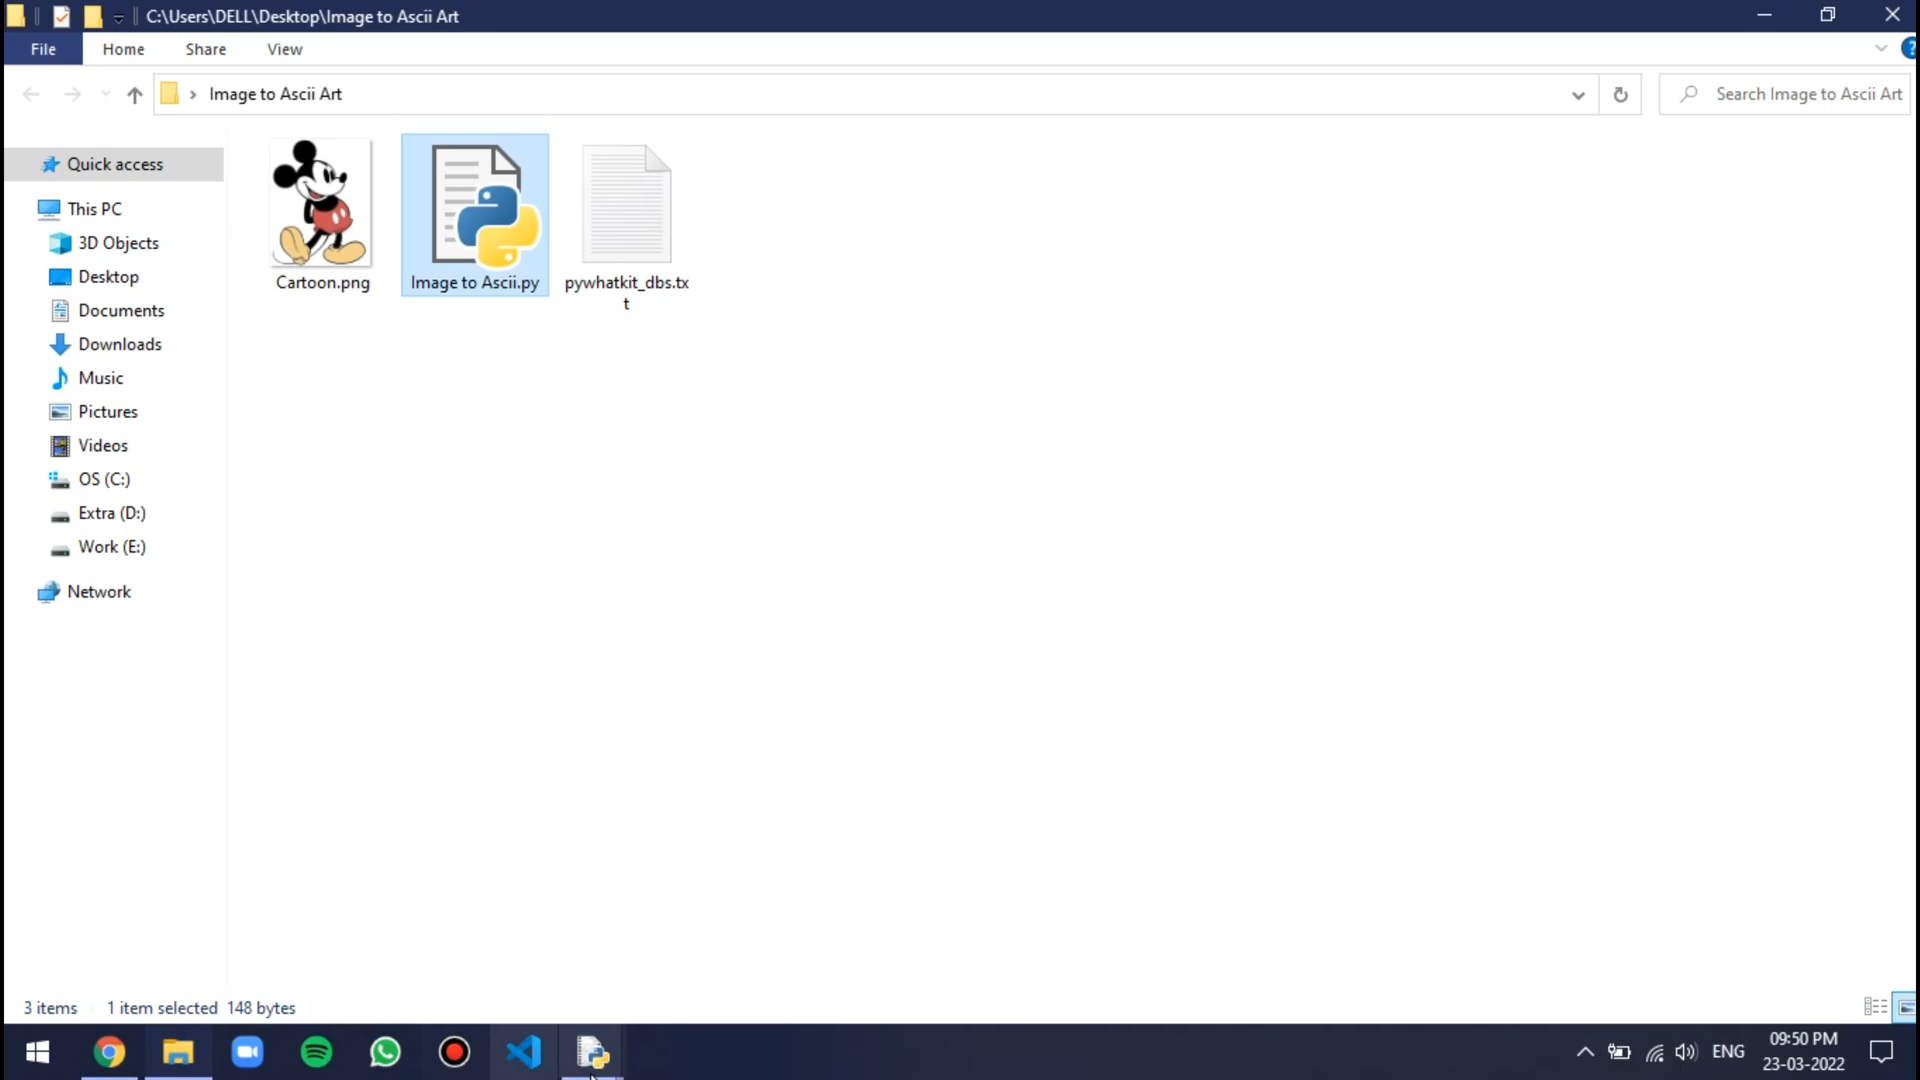 C:\Users\DELL\Desktop\Image to Ascii Art
File Home Share View
Image to Ascii Art
Search Image to Ascii Art
Quick access
This PC
3D Objects
Desktop
Documents
Downloads
Music
Pictures
Videos
OS (C:)
Extra (D:)
Work (E:)
Network
Cartoon.png
Image to Ascii.py
pywhatkit_dbs.tx
t
3 items 1 item selected 148 bytes
ENG
09:50 PM
23-03-2022